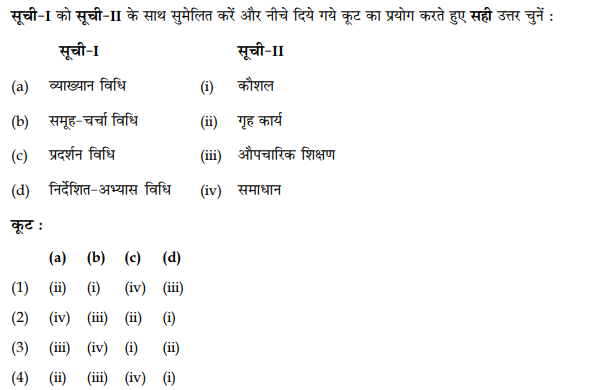 सूची-I को सूची-II के साथ सुमेलित करें और नीचे दिये गये कूट का प्रयोग करते हुए सही उत्तर चुनें :
सूची-I सूची-II
(a) व्याख्यान विधि (i) कौशल
(b) समूह-चर्चा विधि (ii) गृह कार्य
(c) प्रदर्शन विधि (iii) औपचारिक शिक्षण
(d) निर्देशित-अभ्यास विधि (iv) समाधान
कूट :
(a) (b) (c) (d)
(1) (ii) (i) (iv) (iii)
(2) (iv) (iii) (ii) (i)
(3) (iii) (iv) (i) (ii)
(4) (ii) (iii) (iv) (i)